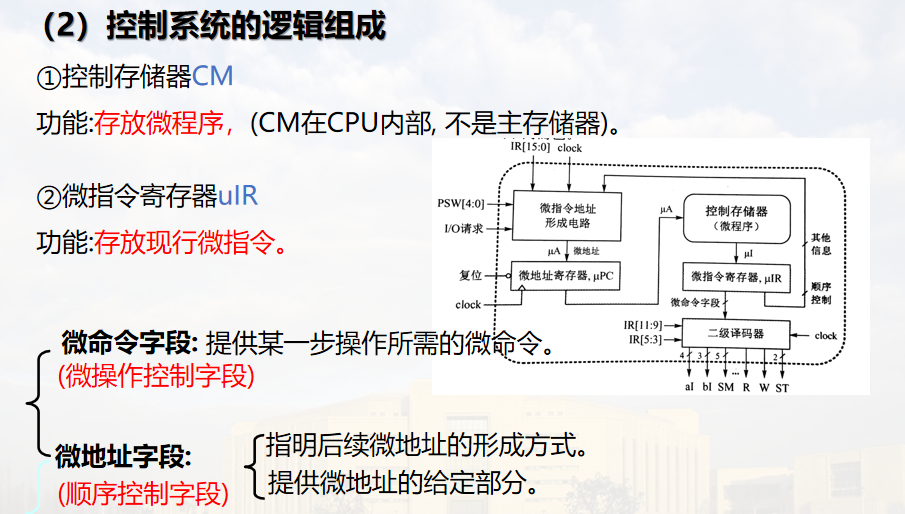 （2）控制系统的逻辑组成
①控制存储器CM
功能:存放微程序，(CM在CPU内部, 不是主存储器)。
②微指令寄存器uIR
功能:存放现行微指令。
微命令字段: 提供某一步操作所需的微命令。
(微操作控制字段)
微地址字段:
(顺序控制字段)
指明后续微地址的形成方式。
提供微地址的给定部分。
IR[15:0] clock
PSW[4:0]
I/O请求
微指令地址
形成电路
μA 微地址
复位
微地址寄存器, μPC
clock
μA
控制存储器
（微程序）
μI
微指令寄存器, μIR
其他
信息
顺序
控制
微命令字段
IR[11:9]
IR[5:3]
二级译码器
clock
4 3 5 ... 2
aI bI SM R W ST